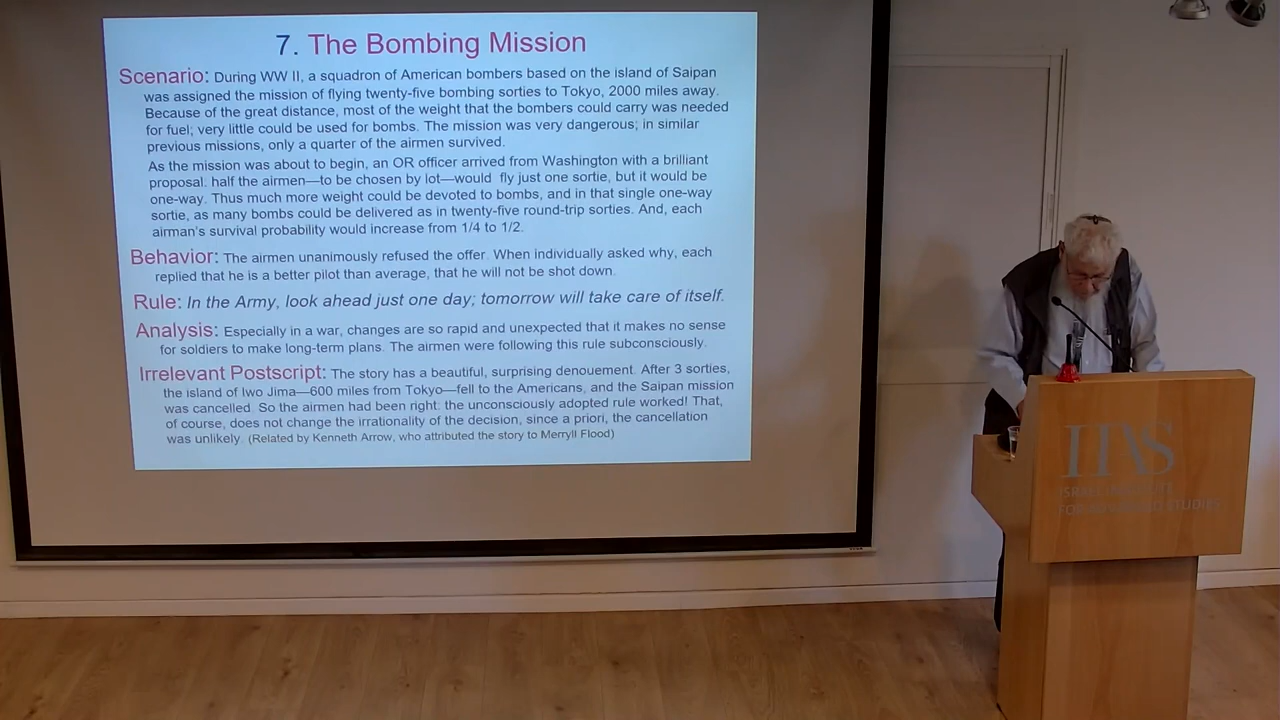 7. The Bombing Mission
Scenario: During WW II, a squadron of American bombers based on the island of Saipan
was assigned the mission of flying twenty-five bombing sorties to Tokyo, 2000 miles away.
Because of the great distance, most of the weight that the bombers could carry was needed
for fuel; very little could be used for bombs. The mission was very dangerous; in similar
previous missions, only a quarter of the airmen survived.
As the mission was about to begin, an OR officer arrived from Washington with a brilliant
proposal: half the airmen—to be chosen by lot—would fly just one sortie, but it would be
one-way. Thus much more weight could be devoted to bombs, and in that single one-way
sortie, as many bombs could be delivered as in twenty-five round-trip sorties. And, each
airman's survival probability would increase from 1/4 to 1/2.
Behavior: The airmen unanimously refused the offer. When individually asked why, each
replied that he is a better pilot than average, that he will not be shot down.
Rule: In the Army, look ahead just one day; tomorrow will take care of itself.
Analysis: Especially in a war, changes are so rapid and unexpected that it makes no sense
for soldiers to make long-term plans. The airmen were following this rule subconsciously.
Irrelevant Postscript: The story has a beautiful, surprising denouement. After 3 sorties,
the island of Iwo Jima—600 miles from Tokyo—fell to the Americans, and the Saipan mission
was cancelled. So the airmen had been right: the unconsciously adopted rule worked! That,
of course, does not change the irrationality of the decision, since a priori, the cancellation
was unlikely. (Related by Kenneth Arrow, who attributed the story to Merryll Flood)
IIAS
ISRAEL INSTITUTE
FOR ADVANCED STUDIES